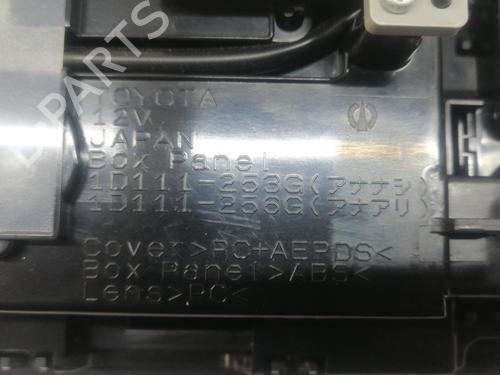 TOYOTA
12V
JAPAN
Box Panel
1D111-253G(アナナシ)
1D111-256G(アナアリ)
Cover>PC+AEPDS<
Box Panel>ABS<
Lens>PC<